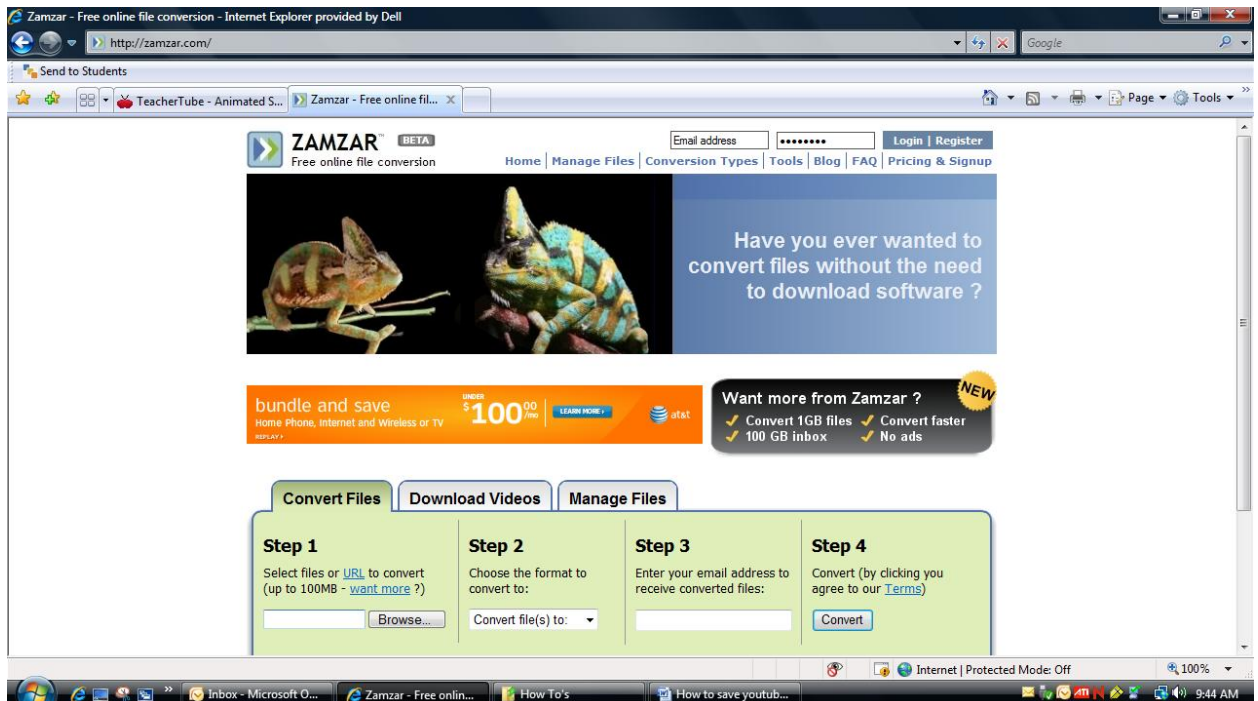 Zamzar - Free online file conversion - Internet Explorer provided by Dell
http://zamzar.com/
Google
Send to Students
TeacherTube - Animated S...
Zamzar - Free online fil...
Page
Tools
ZAMZAR™ BETA
Free online file conversion
Email address
Login | Register
Home | Manage Files | Conversion Types | Tools | Blog | FAQ | Pricing & Signup
Have you ever wanted to
convert files without the need
to download software ?
bundle and save
Home Phone, Internet and Wireless or TV
REPLAY
UNDER
$100.00/mo
LEARN MORE
at&t
Want more from Zamzar ?
NEW
Convert 1GB files
Convert faster
100 GB inbox
No ads
Convert Files
Download Videos
Manage Files
Step 1
Select files or URL to convert
(up to 100MB - want more ?)
Browse...
Step 2
Choose the format to
convert to:
Convert file(s) to:
Step 3
Enter your email address to
receive converted files:
Step 4
Convert (by clicking you
agree to our Terms)
Convert
Internet | Protected Mode: Off
100%
Inbox - Microsoft O...
Zamzar - Free onlin...
How To's
How to save youtub...
9:44 AM